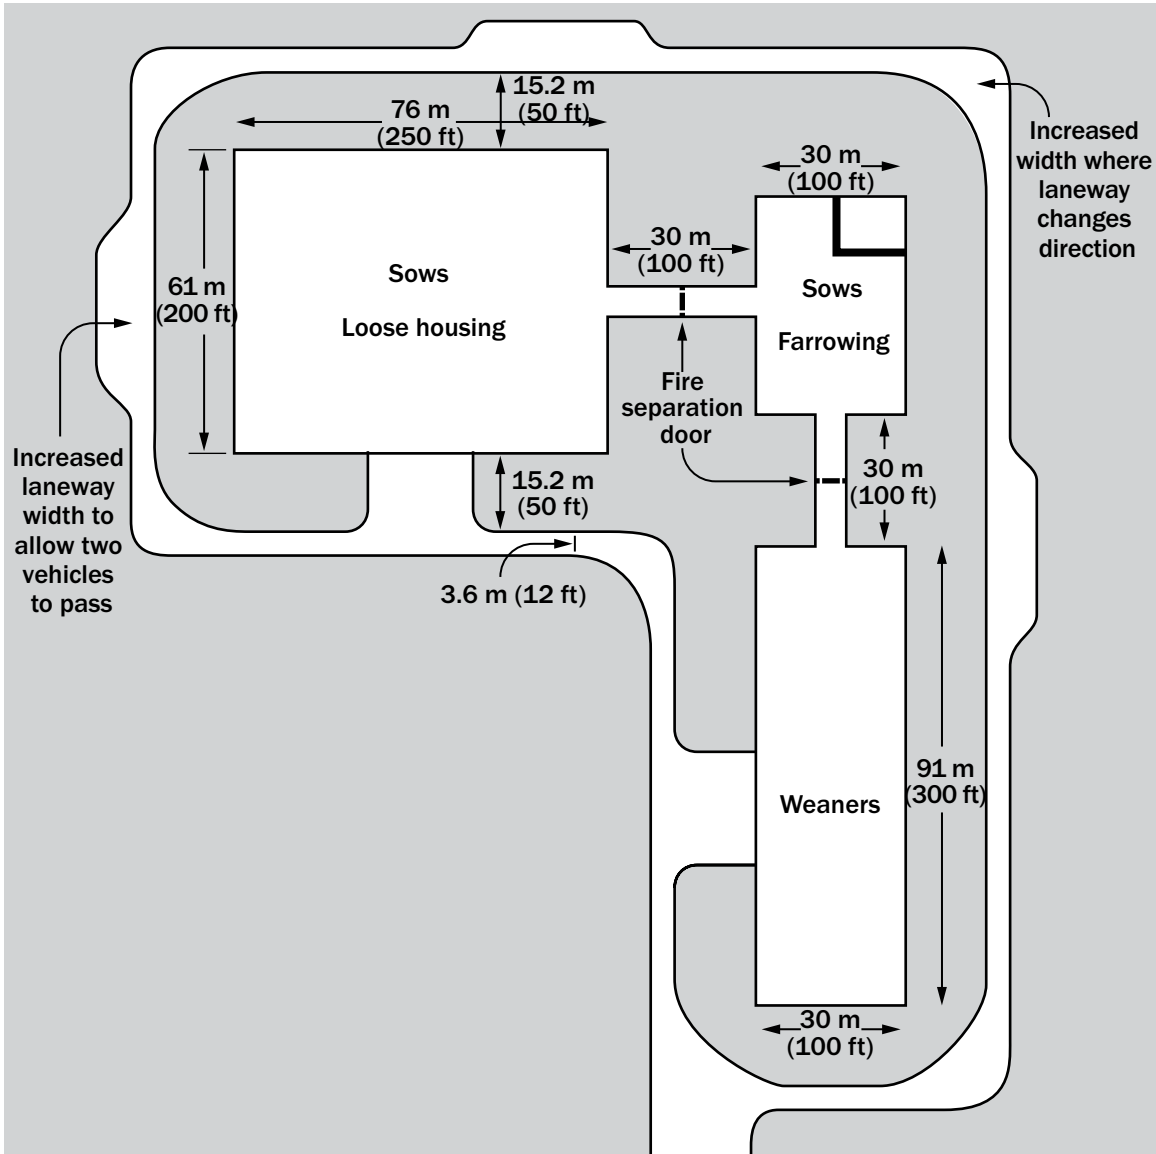 15.2 m
(50 ft)
76 m
(250 ft)
Increased
width where
laneway
changes
direction
30 m
(100 ft)
30 m
(100 ft)
Sows
Loose housing
61 m
(200 ft)
Sows
Farrowing
Fire
separation
door
Increased
laneway
width to
allow two
vehicles
to pass
15.2 m
(50 ft)
30 m
(100 ft)
3.6 m (12 ft)
91 m
(300 ft)
Weaners
30 m
(100 ft)